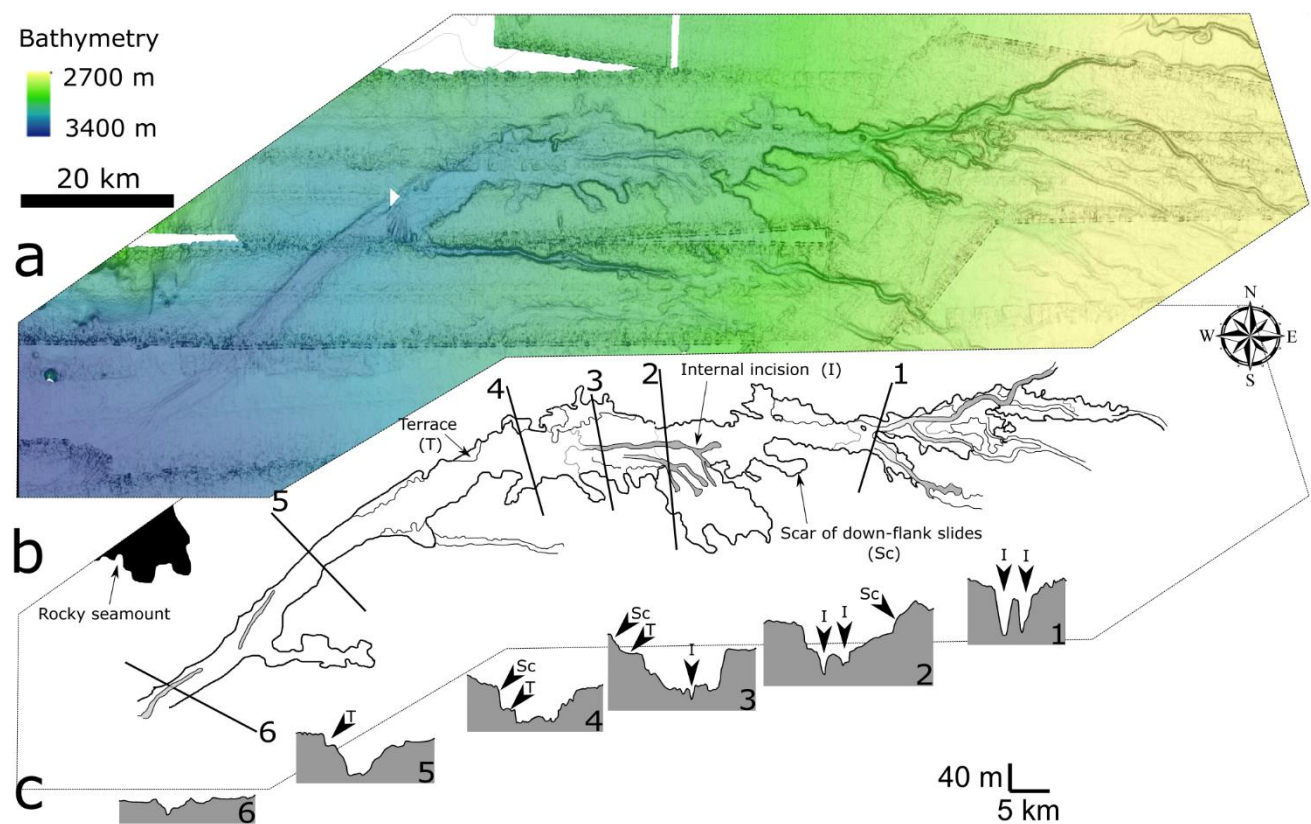 Bathymetry
2700 m
3400 m
20 km
a
N
W E
S
1
2
3
4
5
6
Internal incision (I)
Terrace
(T)
Scar of down-flank slides
(Sc)
b
Rocky seamount
I I
1
Sc
I I
2
Sc
T
I
3
Sc
T
4
T
5
c
6
40 m
5 km